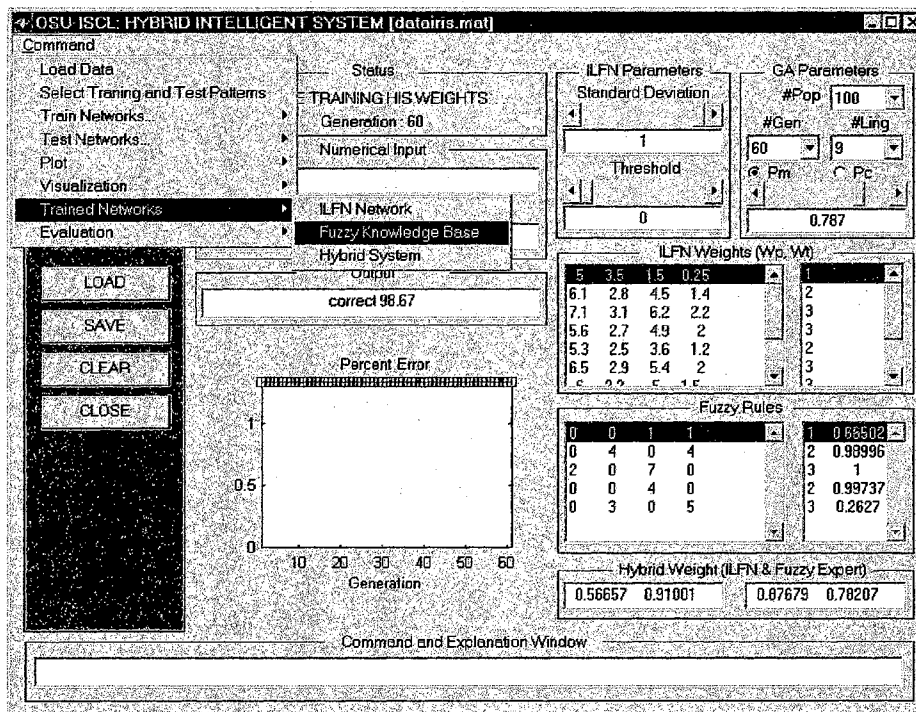 OSU-ISCL: HYBRID INTELLIGENT SYSTEM [datairis.mat]
Command
Load Data
Select Traning and Test Patterns
Train Networks...
Test Networks...
Plot
Visualization
Trained Networks
Evaluation
ILFN Network
Fuzzy Knowledge Base
Hybrid System
LOAD
SAVE
CLEAR
CLOSE
Status
TRAINING HIS WEIGHTS
Generation : 60
Numerical Input
Output
correct 98.67
Percent Error
1
0.5
0
10 20 30 40 50 60
Generation
ILFN Parameters
Standard Deviation
1
Threshold
0
GA Parameters
#Pop 100
#Gen #Ling
60 9
Pm Pc
0.787
ILFN Weights (Wp, Wt)
5 3.5 1.5 0.25 1
6.1 2.8 4.5 1.4 2
7.1 3.1 6.2 2.2 3
5.6 2.7 4.9 2 3
5.3 2.5 3.6 1.2 2
6.5 2.9 5.4 2 3
6 2.2 5 1.5 3
Fuzzy Rules
0 0 1 1 1 0.68502
0 4 0 4 2 0.98996
2 0 7 0 3 1
0 0 4 0 2 0.99737
0 3 0 5 3 0.2627
Hybrid Weight (ILFN & Fuzzy Expert)
0.56657 0.91001 0.87679 0.78207
Command and Explanation Window